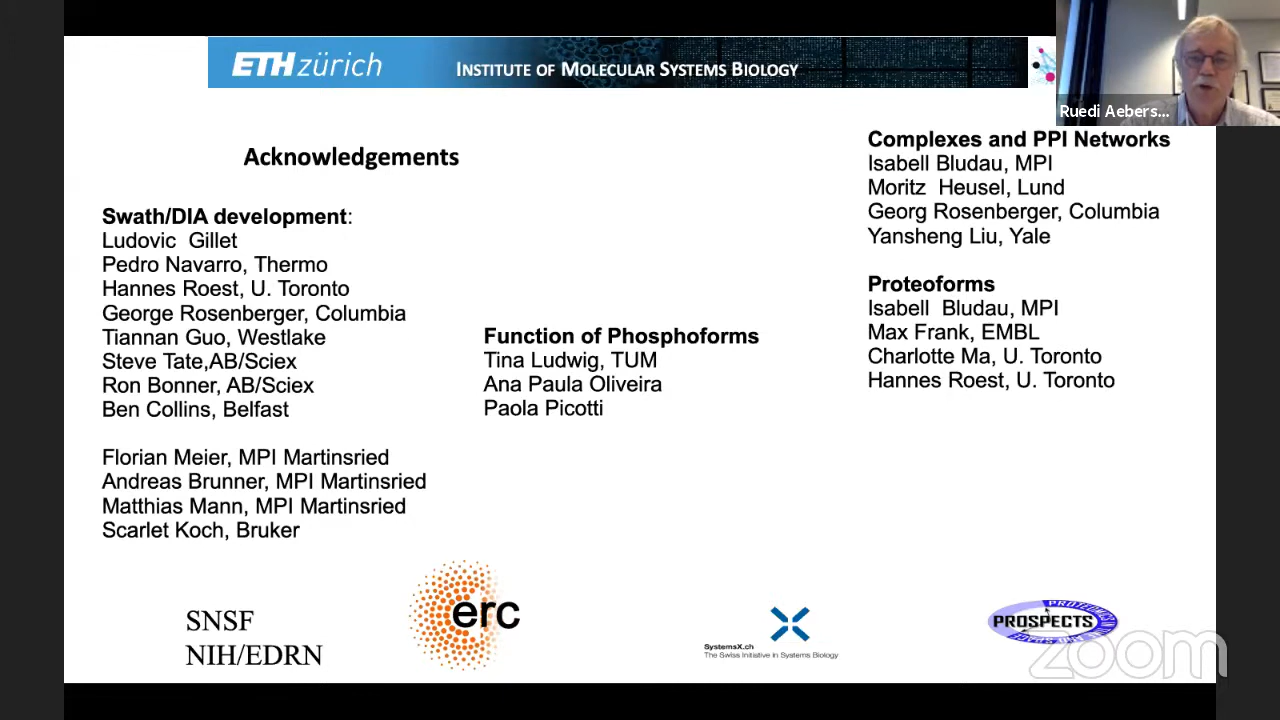 ETH zürich
INSTITUTE OF MOLECULAR SYSTEMS BIOLOGY
Ruedi Aebers...
Acknowledgements
Swath/DIA development:
Ludovic Gillet
Pedro Navarro, Thermo
Hannes Roest, U. Toronto
George Rosenberger, Columbia
Tiannan Guo, Westlake
Steve Tate,AB/Sciex
Ron Bonner, AB/Sciex
Ben Collins, Belfast
Florian Meier, MPI Martinsried
Andreas Brunner, MPI Martinsried
Matthias Mann, MPI Martinsried
Scarlet Koch, Bruker
Function of Phosphoforms
Tina Ludwig, TUM
Ana Paula Oliveira
Paola Picotti
Complexes and PPI Networks
Isabell Bludau, MPI
Moritz Heusel, Lund
Georg Rosenberger, Columbia
Yansheng Liu, Yale
Proteoforms
Isabell Bludau, MPI
Max Frank, EMBL
Charlotte Ma, U. Toronto
Hannes Roest, U. Toronto
SNSF
NIH/EDRN
erc
SystemsX.ch
The Swiss Initiative in Systems Biology
PROSPECTS
zoom